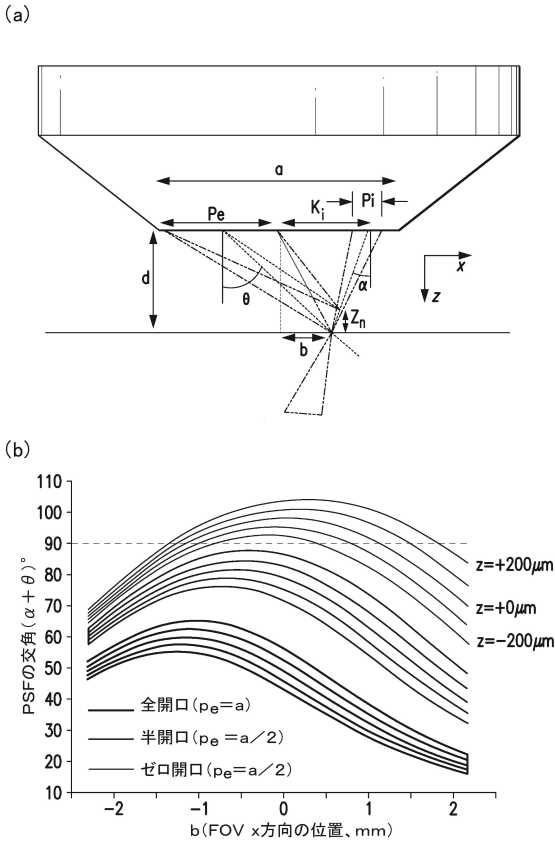 (a)
a
Pe
Ki
Pi
d
θ
α
Zn
b
x
z
(b)
PSFの交角(α+θ)°
110
100
90
80
70
60
50
40
30
20
10
z=+200μm
z=+0μm
z=−200μm
全開口(pe=a)
半開口(pe=a/2)
ゼロ開口(pe=a/2)
−2
−1
0
1
2
b(FOV x方向の位置、mm)